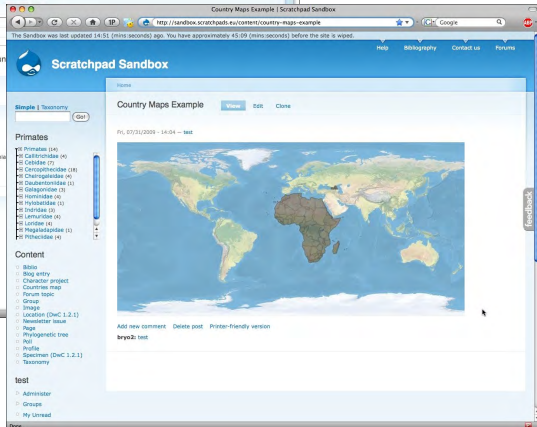 Country Maps Example | Scratchpad Sandbox
http://sandbox.scratchpads.eu/content/country-maps-example
Google
The Sandbox was last updated 14:51 (mins:seconds) ago. You have approximately 45:09 (mins:seconds) before the site is wiped.
Help Bibliography Contact us Forums
Scratchpad Sandbox
Home
Simple | Taxonomy
Go!
Primates
Primates (14)
Callitrichidae (4)
Cebidae (7)
Cercopithecidae (18)
Cheirogaleidae (4)
Daubentoniidae (1)
Galagonidae (3)
Hominidae (4)
Hylobatidae (1)
Indridae (3)
Lemuridae (4)
Loridae (4)
Megaladapidae (1)
Pitheciidae (4)
Content
Biblio
Blog entry
Character project
Countries map
Forum topic
Group
Image
Location (DwC 1.2.1)
Newsletter issue
Page
Phylogenetic tree
Poll
Profile
Specimen (DwC 1.2.1)
Taxonomy
test
Administer
Groups
My Unread
Country Maps Example View Edit Clone
Fri, 07/31/2009 - 14:04 — test
Add new comment Delete post Printer-friendly version
bryo2: test
feedback
Done